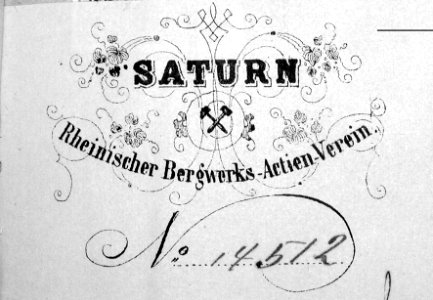 SATURN
Rheinischer Bergwerks-Actien-Verein
No 14512